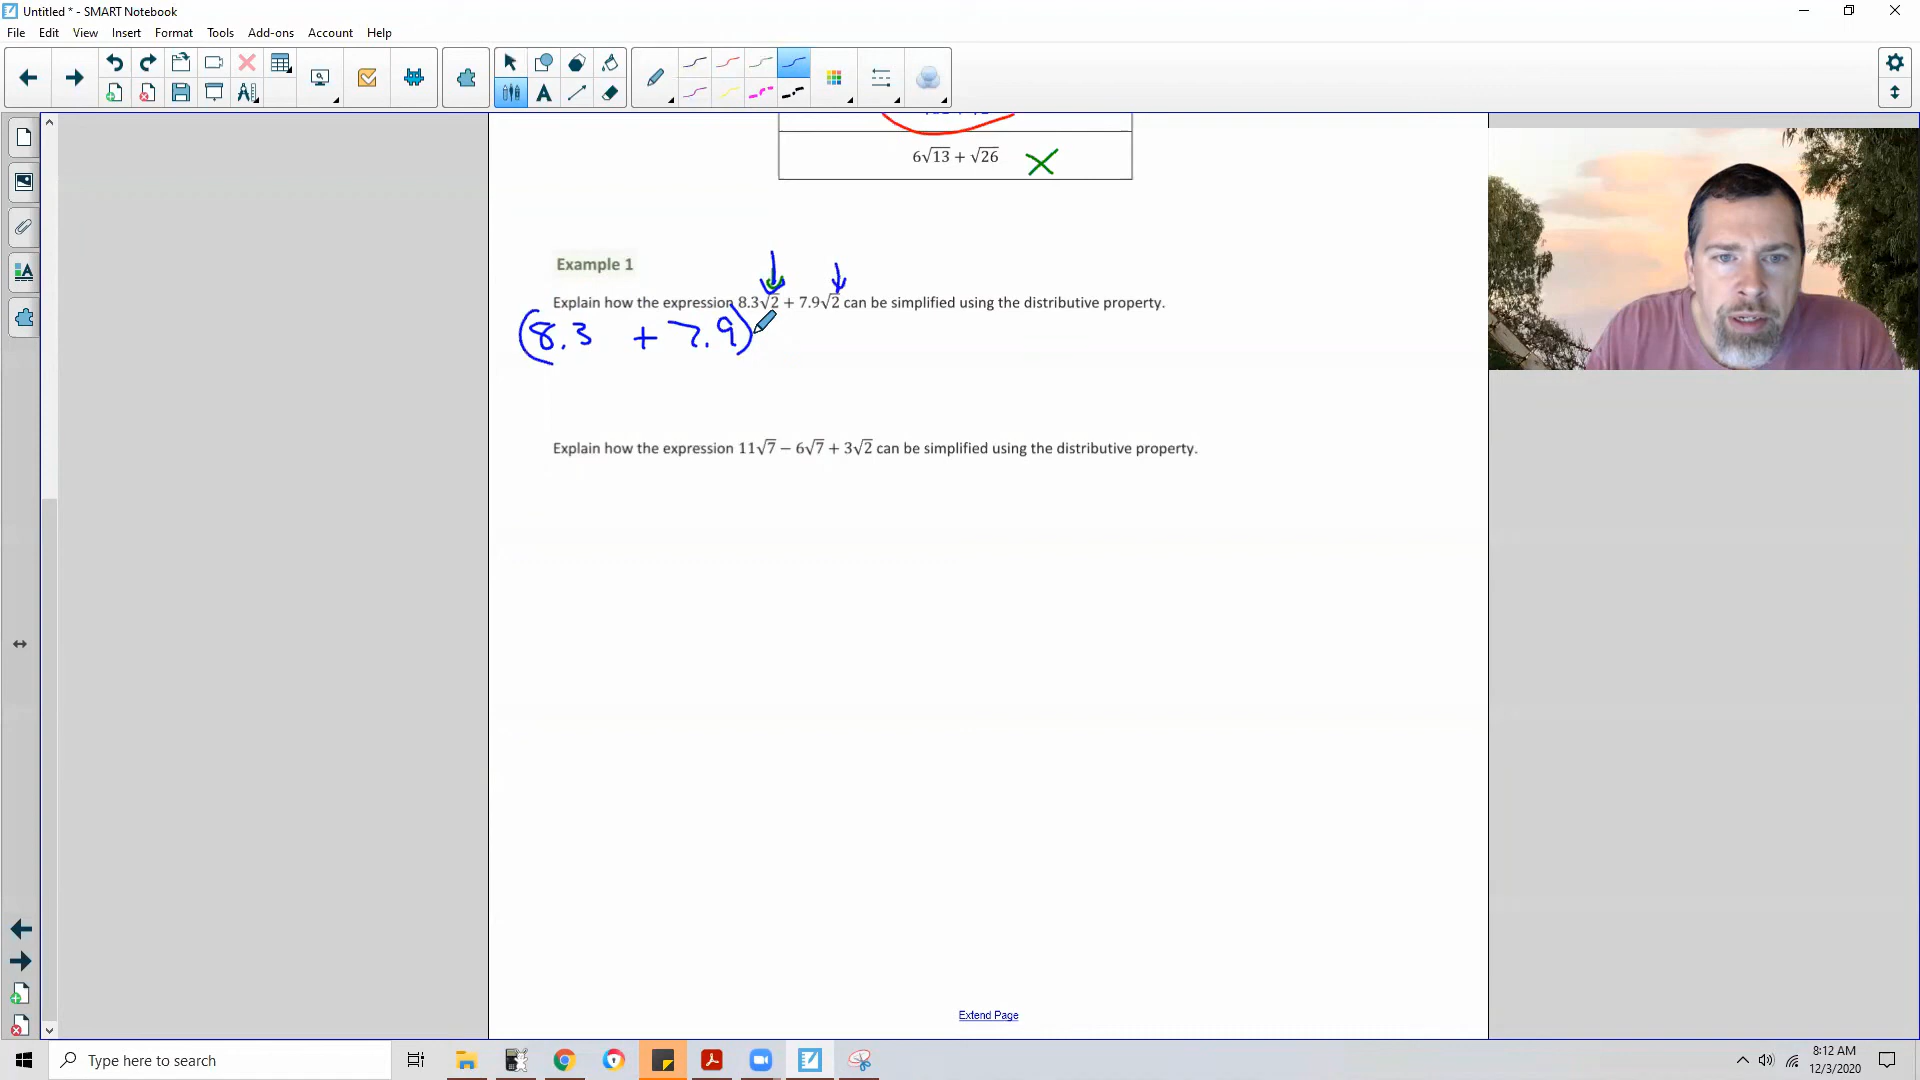 Untitled * - SMART Notebook
File Edit View Insert Format Tools Add-ons Account Help
6√13 + √26 X
Example 1
Explain how the expression 8.3√2 + 7.9√2 can be simplified using the distributive property.
(8.3 + 7.9)
Explain how the expression 11√7 − 6√7 + 3√2 can be simplified using the distributive property.
Extend Page
Type here to search
8:12 AM
12/3/2020